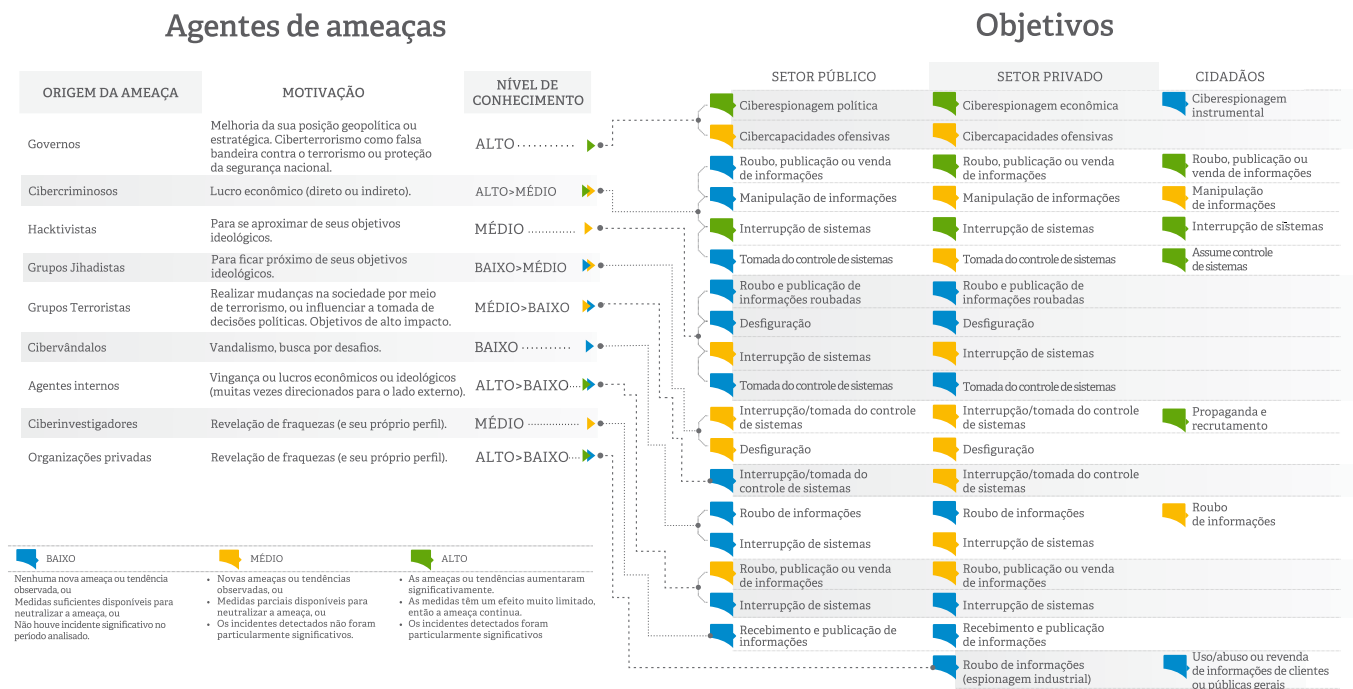 Agentes de ameaças
Objetivos
ORIGEM DA AMEAÇA
MOTIVAÇÃO
NÍVEL DE
CONHECIMENTO
Governos
Melhoria da sua posição geopolítica ou
estratégica. Ciberterrorismo como falsa
bandeira contra o terrorismo ou proteção
da segurança nacional.
ALTO
Cibercriminosos
Lucro econômico (direto ou indireto).
ALTO>MÉDIO
Hacktivistas
Para se aproximar de seus objetivos
ideológicos.
MÉDIO
Grupos Jihadistas
Para ficar próximo de seus objetivos
ideológicos.
BAIXO>MÉDIO
Grupos Terroristas
Realizar mudanças na sociedade por meio
de terrorismo, ou influenciar a tomada de
decisões políticas. Objetivos de alto impacto.
MÉDIO>BAIXO
Cibervândalos
Vandalismo, busca por desafios.
BAIXO
Agentes internos
Vingança ou lucros econômicos ou ideológicos
(muitas vezes direcionados para o lado externo).
ALTO>BAIXO
Ciberinvestigadores
Revelação de fraquezas (e seu próprio perfil).
MÉDIO
Organizações privadas
Revelação de fraquezas (e seu próprio perfil).
ALTO>BAIXO
BAIXO
Nenhuma nova ameaça ou tendência
observada, ou
Medidas suficientes disponíveis para
neutralizar a ameaça, ou
Não houve incidente significativo no
período analisado.
MÉDIO
• Novas ameaças ou tendências
observadas, ou
• Medidas parciais disponíveis para
neutralizar a ameaça, ou
• Os incidentes detectados não foram
particularmente significativos.
ALTO
• As ameaças ou tendências aumentaram
significativamente.
• As medidas têm um efeito muito limitado,
então a ameaça continua.
• Os incidentes detectados foram
particularmente significativos
SETOR PÚBLICO
SETOR PRIVADO
CIDADÃOS
Ciberespionagem política
Ciberespionagem econômica
Ciberespionagem
instrumental
Cibercapacidades ofensivas
Cibercapacidades ofensivas
Roubo, publicação ou venda
de informações
Roubo, publicação ou venda
de informações
Roubo, publicação ou
venda de informações
Manipulação de informações
Manipulação de informações
Manipulação
de informações
Interrupção de sistemas
Interrupção de sistemas
Interrupção de sistemas
Tomada do controle de sistemas
Tomada do controle de sistemas
Assume controle
de sistemas
Roubo e publicação de
informações roubadas
Roubo e publicação de
informações roubadas
Desfiguração
Desfiguração
Interrupção de sistemas
Interrupção de sistemas
Tomada do controle de sistemas
Tomada do controle de sistemas
Interrupção/tomada do controle
de sistemas
Interrupção/tomada do controle
de sistemas
Propaganda e
recrutamento
Desfiguração
Desfiguração
Interrupção/tomada do
controle de sistemas
Interrupção/tomada do controle
de sistemas
Roubo de informações
Roubo de informações
Roubo
de informações
Interrupção de sistemas
Interrupção de sistemas
Roubo, publicação ou venda
de informações
Roubo, publicação ou venda
de informações
Interrupção de sistemas
Interrupção de sistemas
Recebimento e publicação de
informações
Recebimento e publicação
de informações
Roubo de informações
(espionagem industrial)
Uso/abuso ou revenda
de informações de clientes
ou públicas gerais